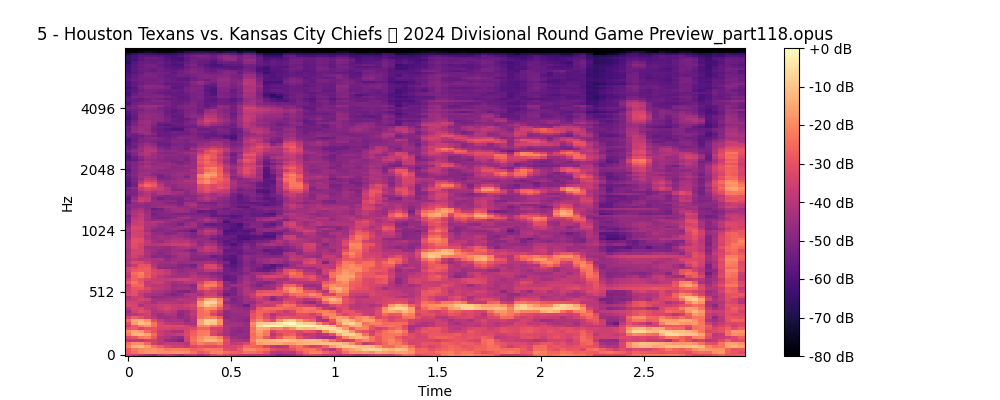 5 - Houston Texans vs. Kansas City Chiefs  2024 Divisional Round Game Preview_part118.opus
4096
2048
1024
512
0
Hz
0
0.5
1
1.5
2
2.5
Time
+0 dB
-10 dB
-20 dB
-30 dB
-40 dB
-50 dB
-60 dB
-70 dB
-80 dB